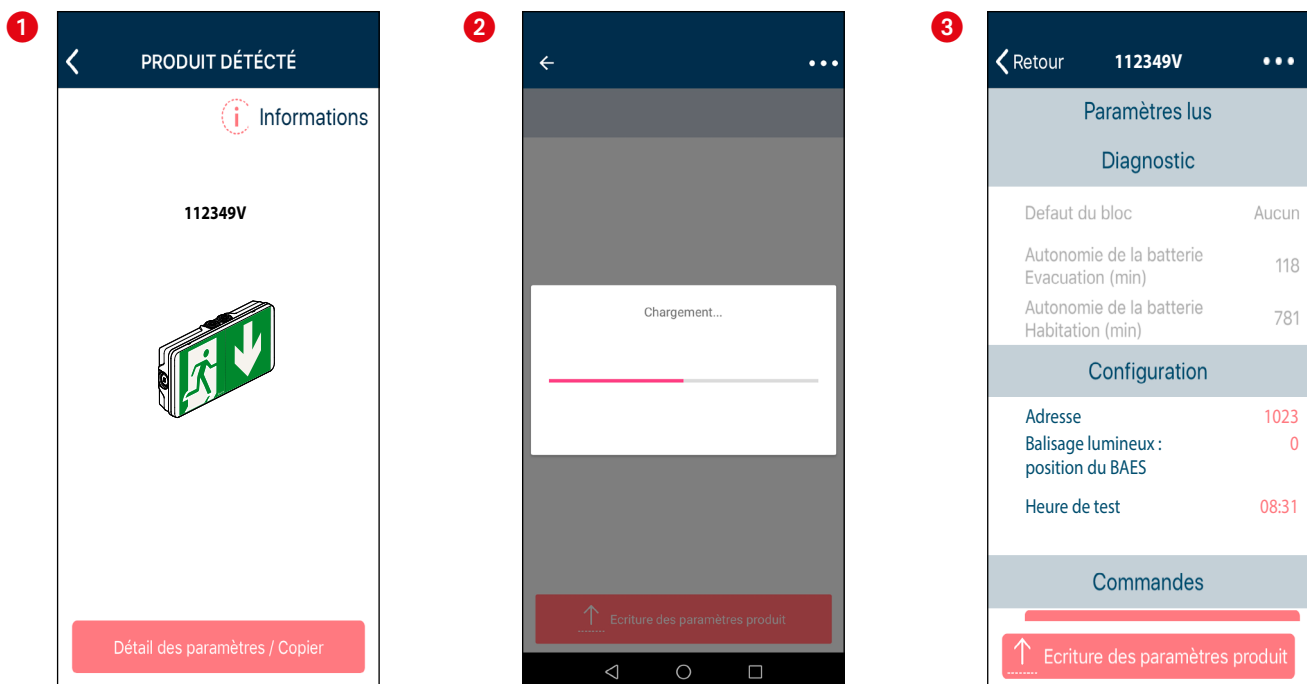 1
PRODUIT DÉTÉCTÉ
i Informations
112349V
Détail des paramètres / Copier
2
Chargement...
Ecriture des paramètres produit
3
Retour 112349V
Paramètres lus
Diagnostic
Defaut du bloc Aucun
Autonomie de la batterie
Evacuation (min) 118
Autonomie de la batterie
Habitation (min) 781
Configuration
Adresse 1023
Balisage lumineux : 0
position du BAES
Heure de test 08:31
Commandes
Ecriture des paramètres produit